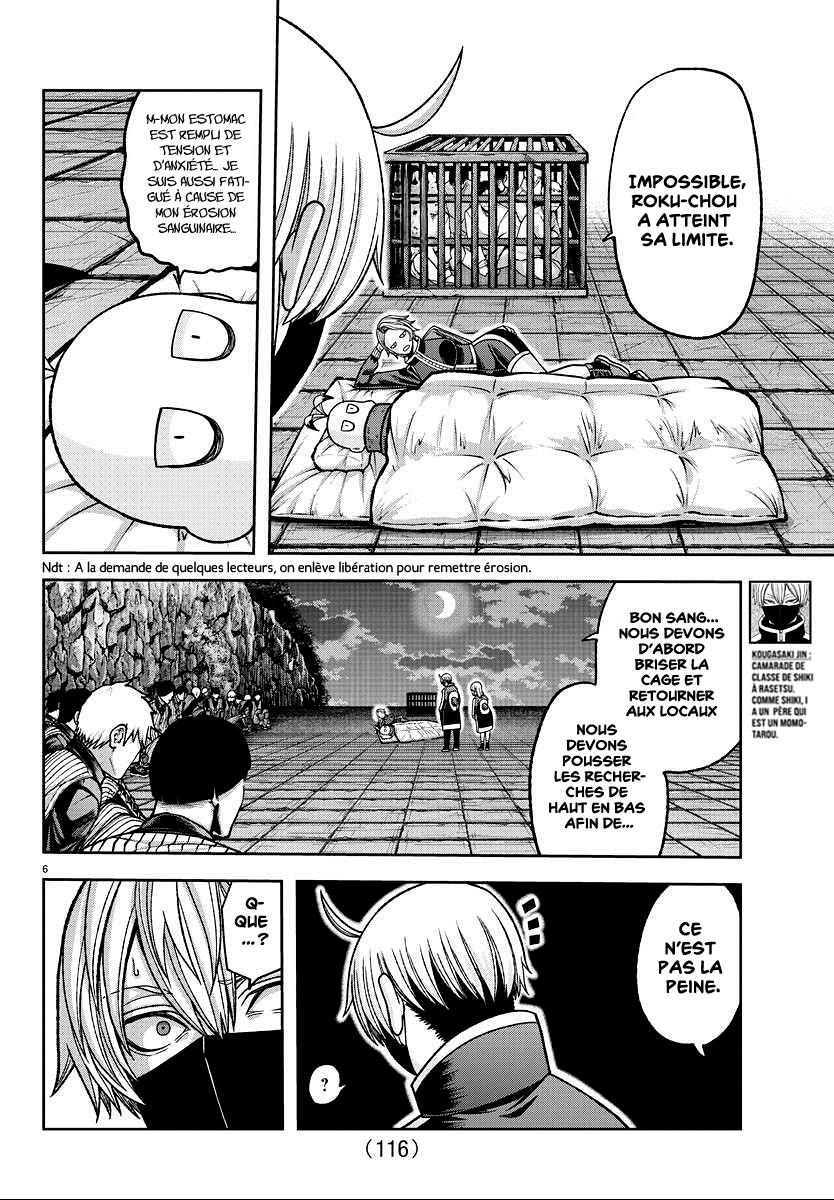 IMPOSSIBLE,
ROKU-CHOU
A ATTEINT
SA LIMITE.
M-MON ESTOMAC
EST REMPLI DE
TENSION ET
D'ANXIÉTÉ... JE
SUIS AUSSI FATI-
GUÉ À CAUSE DE
MON ÉROSION
SANGUINAIRE...
Ndt : A la demande de quelques lecteurs, on enlève libération pour remettre érosion.
BON SANG...
NOUS DEVONS
D'ABORD
BRISER LA
CAGE ET
RETOURNER
AUX LOCAUX
NOUS
DEVONS
POUSSER
LES RECHER-
CHES DE
HAUT EN BAS
AFIN DE...
KOUGASAKI JIN :
CAMARADE DE
CLASSE DE SHIKI
À RASETSU.
COMME SHIKI, I
A UN PÈRE QUI
EST UN MOMO-
TAROU.
6
CE
N'EST
PAS LA
PEINE.
?
Q-
QUE
...?
(116)